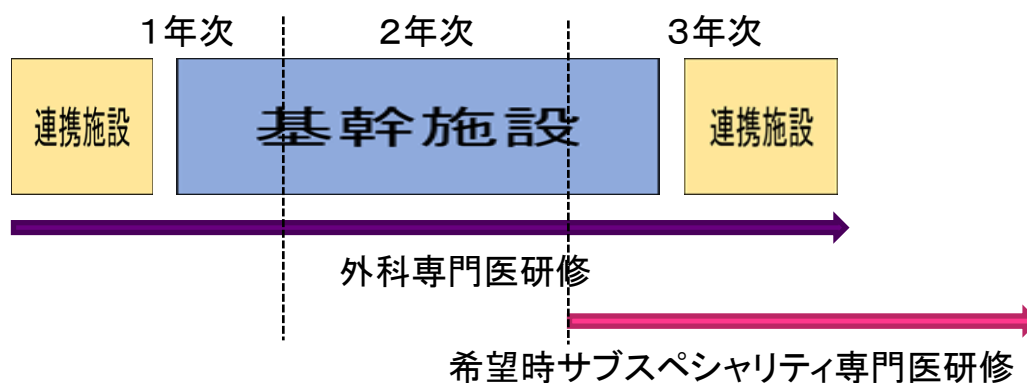 １年次 ２年次 ３年次
連携施設 基幹施設 連携施設
外科専門医研修
希望時サブスペシャリティ専門医研修